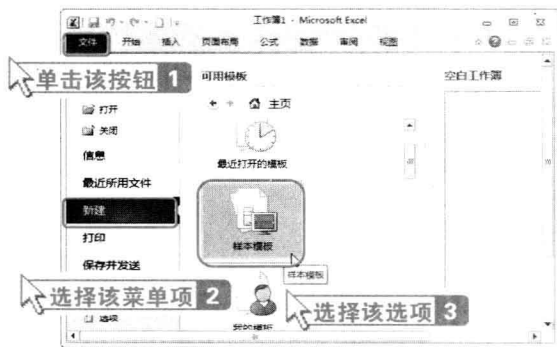 工作簿1 - Microsoft Excel
文件 开始 插入 页面布局 公式 数据 审阅 视图
单击该按钮 1
可用模板
空白工作簿
打开
主页
关闭
信息
最近打开的模板
最近所用文件
新建
打印
样本模板
保存并发送
样本模板
选择该菜单项 2
选择该选项 3
选项
我的模板